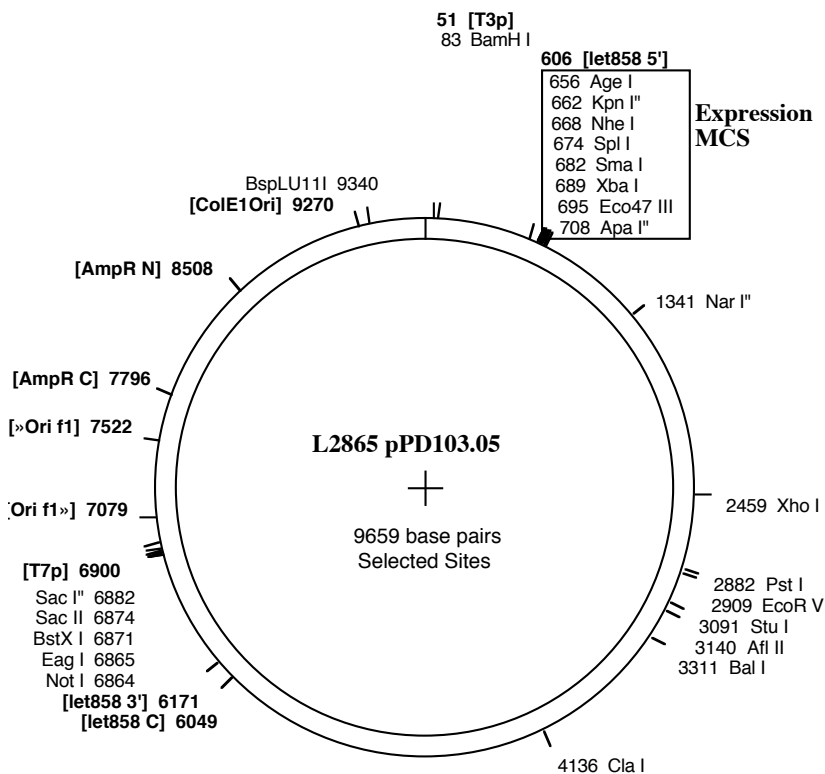 51 [T3p]
83 BamH I
606 [let858 5']
656 Age I
662 Kpn I"
668 Nhe I
674 Spl I
682 Sma I
689 Xba I
695 Eco47 III
708 Apa I"
Expression
MCS
BspLU11I 9340
[ColE1Ori] 9270
[AmpR N] 8508
1341 Nar I"
[AmpR C] 7796
[»Ori f1] 7522
L2865 pPD103.05
9659 base pairs
Selected Sites
[Ori f1»] 7079
2459 Xho I
[T7p] 6900
Sac I" 6882
Sac II 6874
BstX I 6871
Eag I 6865
Not I 6864
[let858 3'] 6171
[let858 C] 6049
2882 Pst I
2909 EcoR V
3091 Stu I
3140 Afl II
3311 Bal I
4136 Cla I